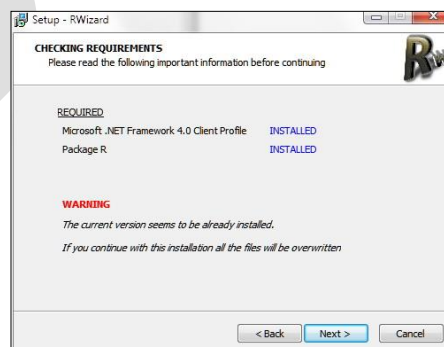 Setup - RWizard
CHECKING REQUIREMENTS
Please read the following important information before continuing
REQUIRED
Microsoft .NET Framework 4.0 Client Profile INSTALLED
Package R INSTALLED
WARNING
The current version seems to be already installed.
If you continue with this installation all the files will be overwritten
< Back Next > Cancel